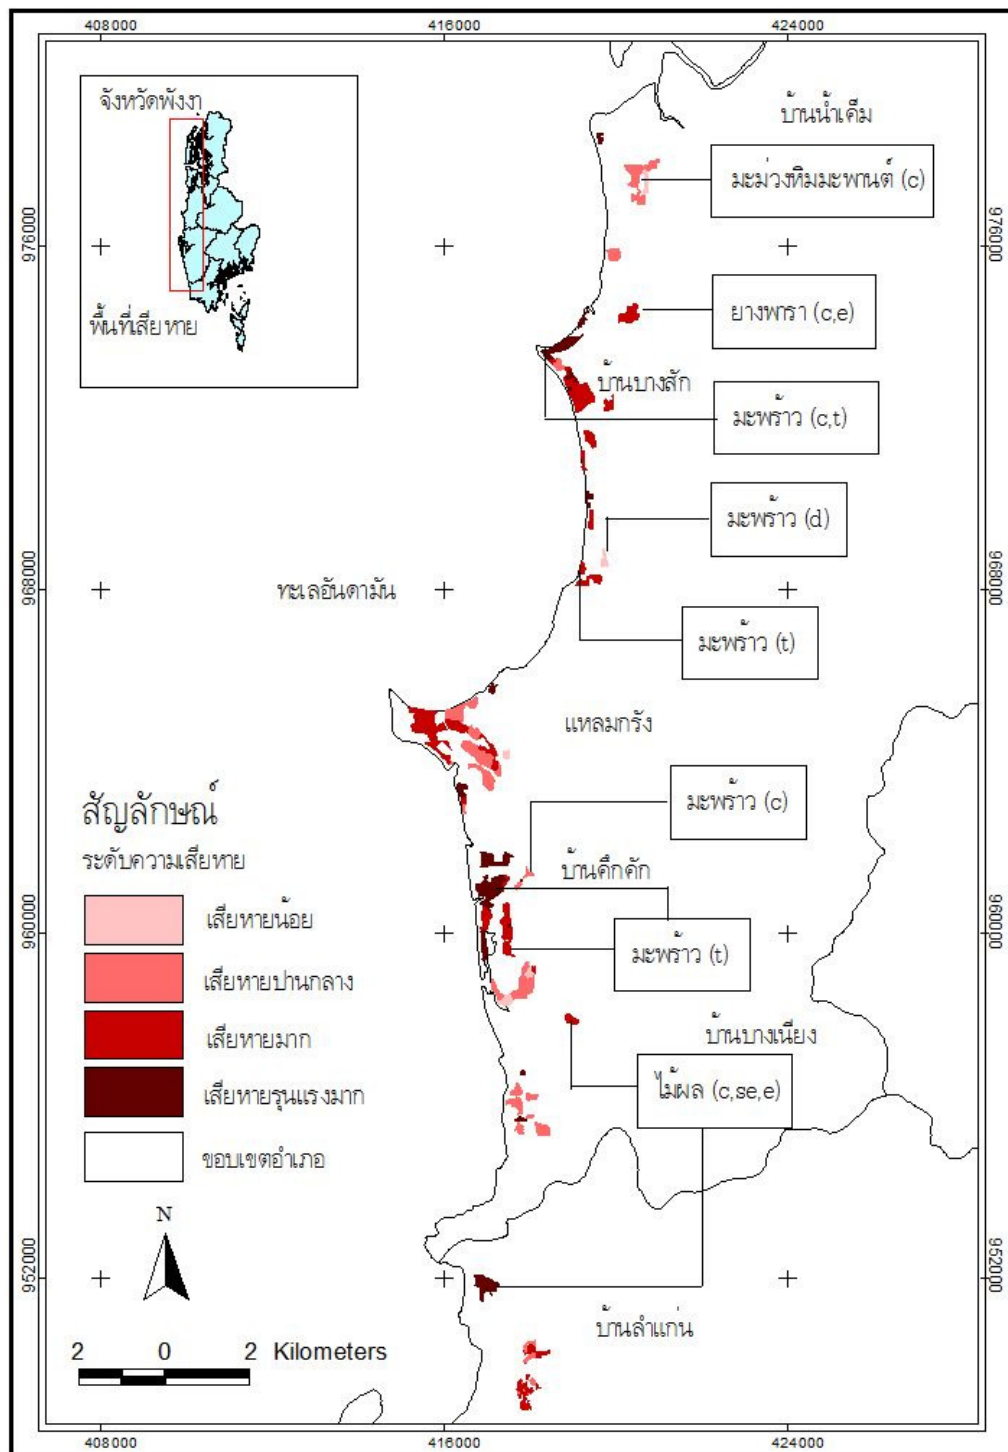 408000
416000
424000
จังหวัดพังงา
พื้นที่เสียหาย
บ้านน้ำเค็ม
มะม่วงหิมมะพานต์ (c)
976000
976000
ยางพารา (c,e)
บ้านบางสัก
มะพร้าว (c,t)
มะพร้าว (d)
968000
968000
ทะเลอันดามัน
มะพร้าว (t)
แหลมกรัง
มะพร้าว (c)
สัญลักษณ์
ระดับความเสียหาย
บ้านคึกคัก
เสียหายน้อย
960000
960000
มะพร้าว (t)
เสียหายปานกลาง
เสียหายมาก
บ้านบางเนียง
เสียหายรุนแรงมาก
ไม้ผล (c,se,e)
ขอบเขตอำเภอ
N
952000
952000
บ้านลำแก่น
2 0 2 Kilometers
408000
416000
424000